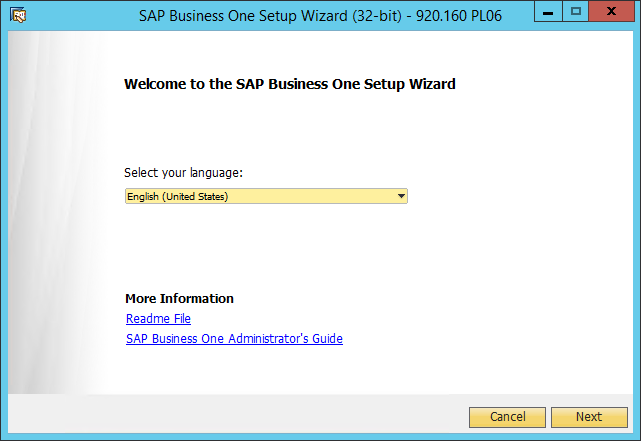 SAP Business One Setup Wizard (32-bit) - 920.160 PL06
Welcome to the SAP Business One Setup Wizard
Select your language:
English (United States)
More Information
Readme File
SAP Business One Administrator's Guide
Cancel
Next